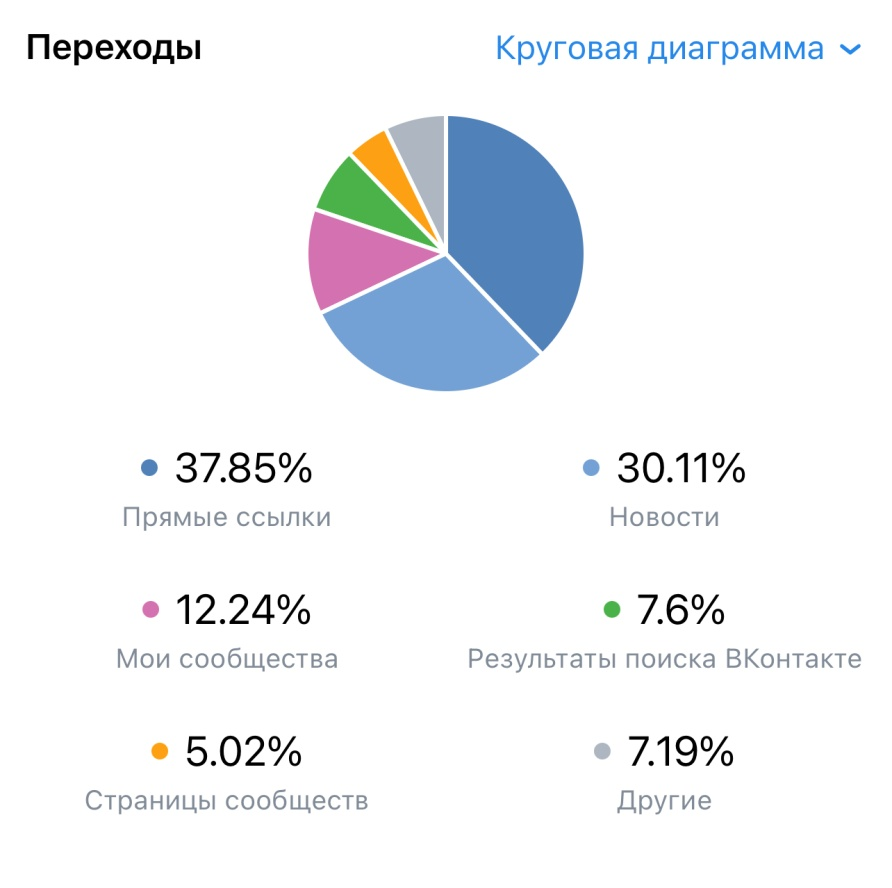 Переходы
Круговая диаграмма
37.85%
Прямые ссылки
30.11%
Новости
12.24%
Мои сообщества
7.6%
Результаты поиска ВКонтакте
5.02%
Страницы сообществ
7.19%
Другие